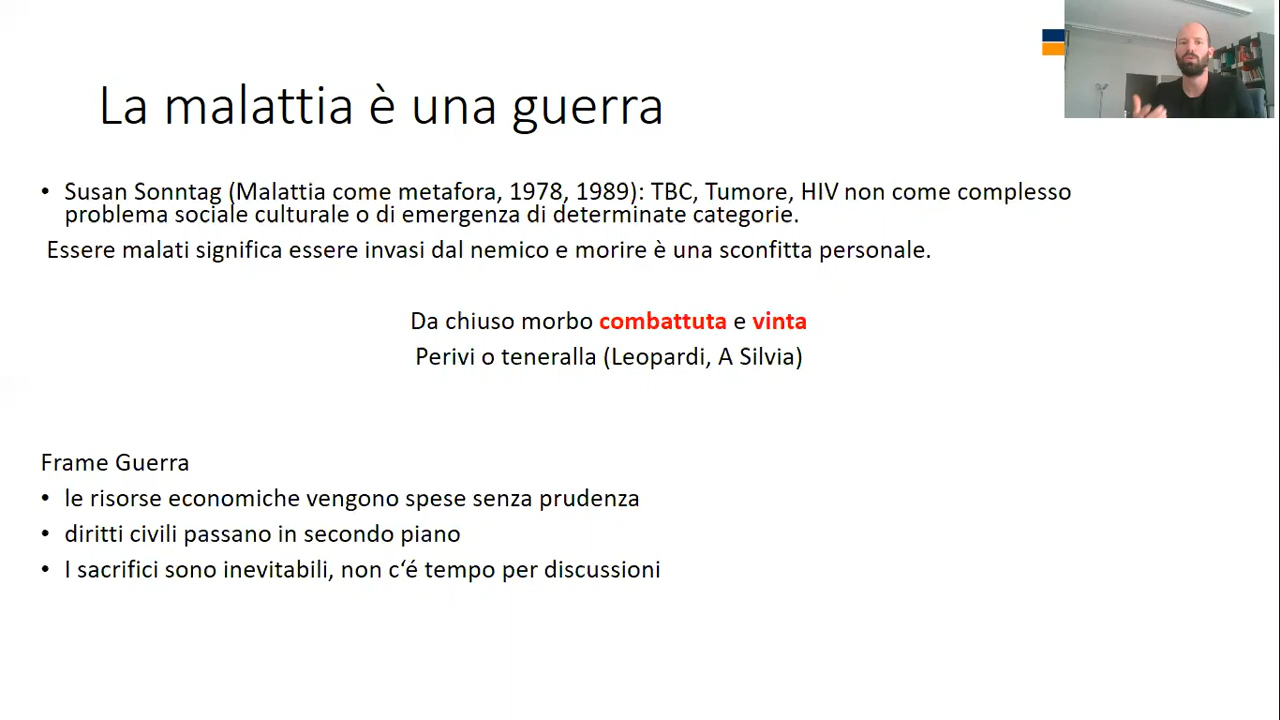 La malattia è una guerra
• Susan Sonntag (Malattia come metafora, 1978, 1989): TBC, Tumore, HIV non come complesso
problema sociale culturale o di emergenza di determinate categorie.
Essere malati significa essere invasi dal nemico e morire è una sconfitta personale.
Da chiuso morbo combattuta e vinta
Perivi o teneralla (Leopardi, A Silvia)
Frame Guerra
• le risorse economiche vengono spese senza prudenza
• diritti civili passano in secondo piano
• I sacrifici sono inevitabili, non c‘é tempo per discussioni